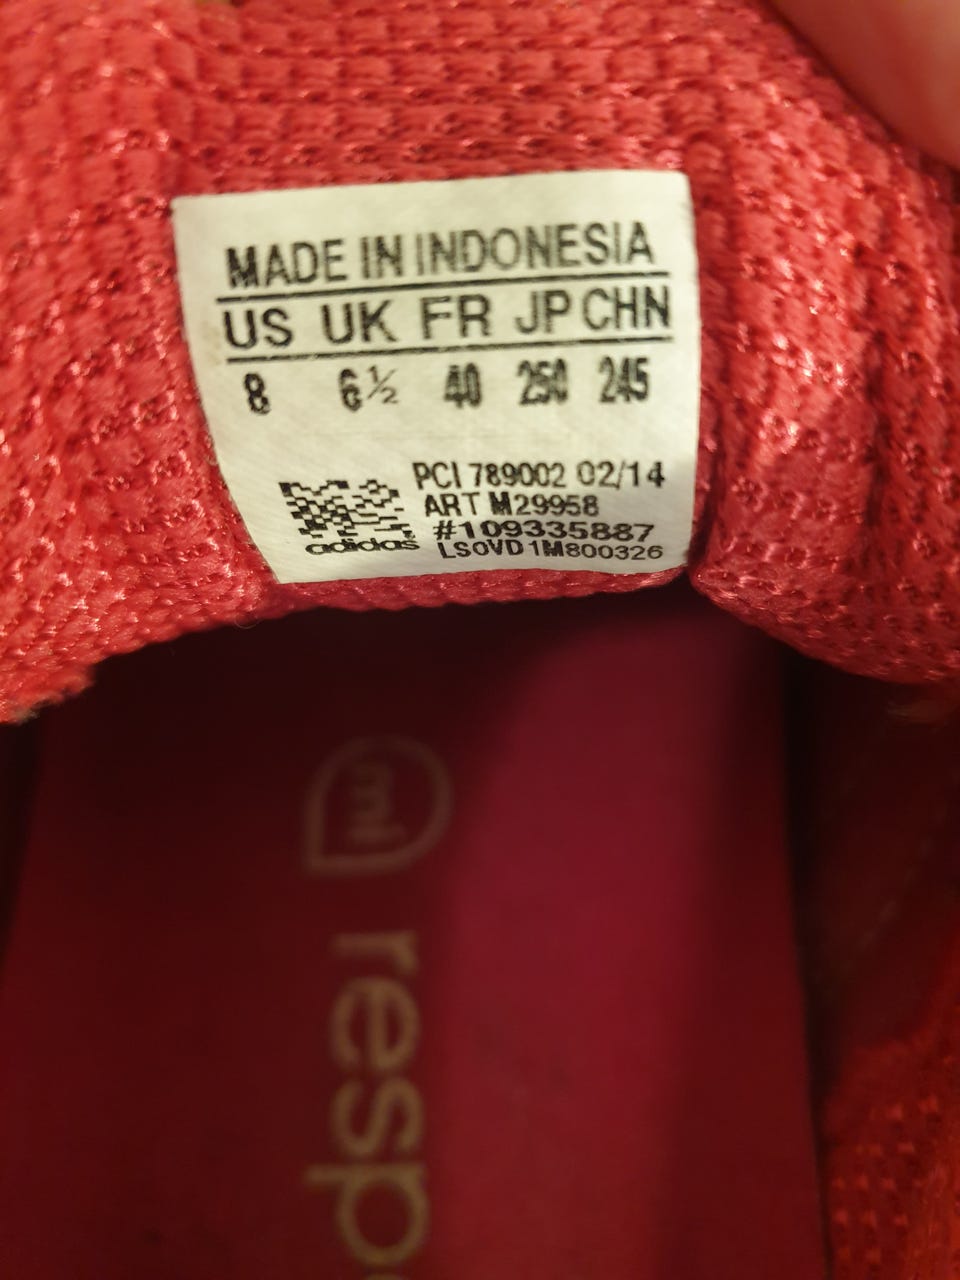 MADE IN INDONESIA
US UK FR JP CHN
8 6½ 40 250 245
PCI 789002 02/14
ART M29958
#109335887
adidas LSOVD1M800326
mi
resp